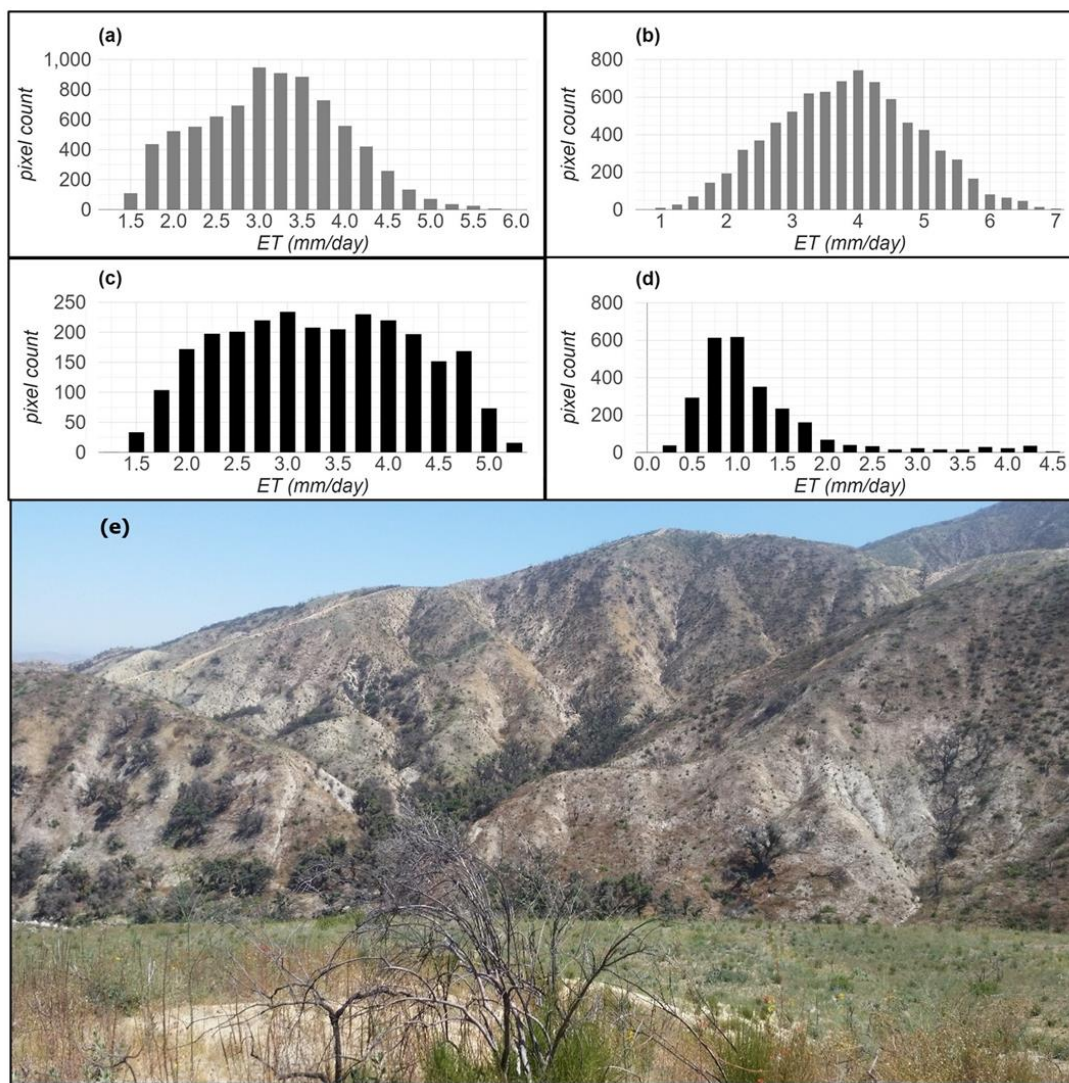 (a)
1,000
800
600
400
200
0
pixel count
1.5 2.0 2.5 3.0 3.5 4.0 4.5 5.0 5.5 6.0
ET (mm/day)
(b)
800
600
400
200
0
pixel count
1 2 3 4 5 6 7
ET (mm/day)
(c)
250
200
150
100
50
0
pixel count
1.5 2.0 2.5 3.0 3.5 4.0 4.5 5.0
ET (mm/day)
(d)
800
600
400
200
0
pixel count
0.0 0.5 1.0 1.5 2.0 2.5 3.0 3.5 4.0 4.5
ET (mm/day)
(e)